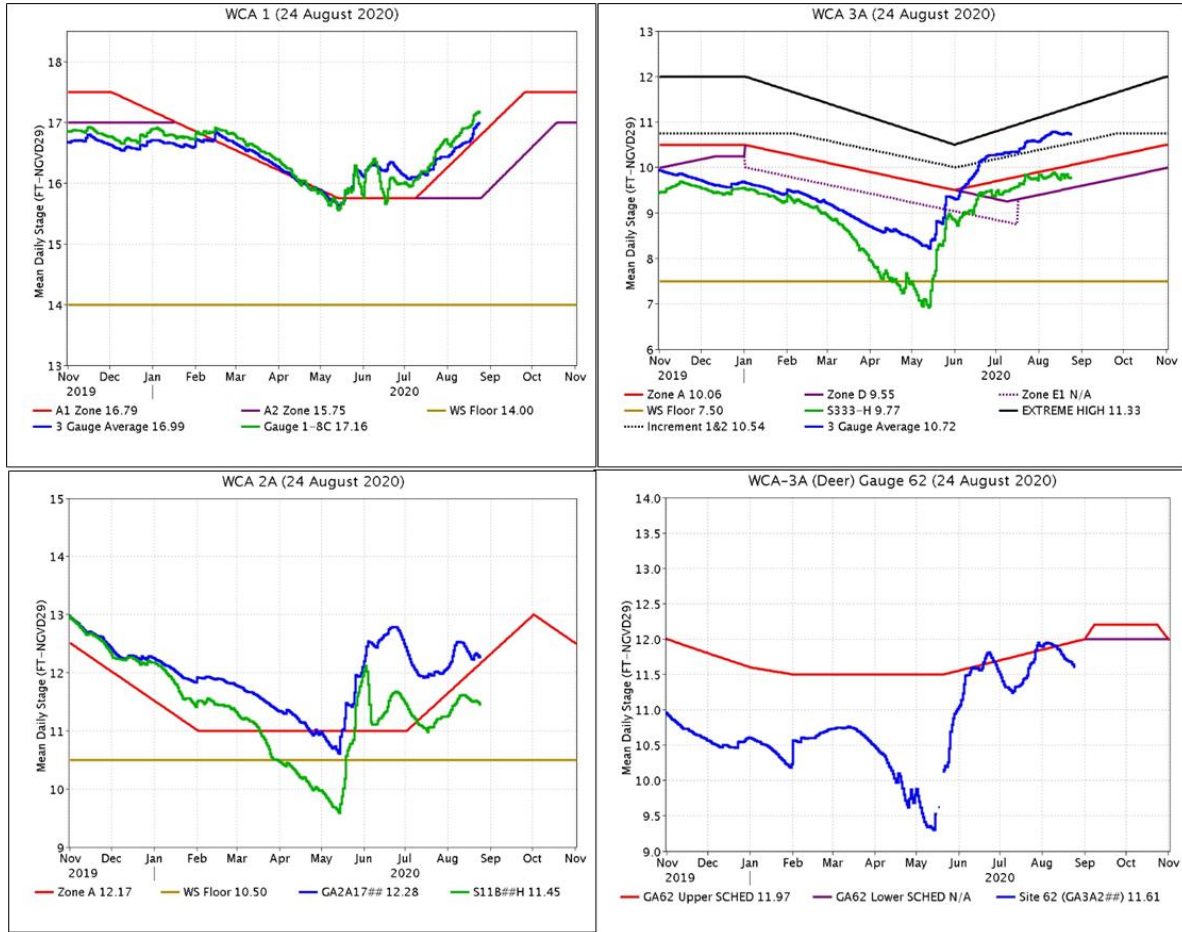 WCA 1 (24 August 2020)
Mean Daily Stage (FT-NGVD29)
18
17
16
15
14
13
Nov Dec Jan Feb Mar Apr May Jun Jul Aug Sep Oct Nov
2019 2020
A1 Zone 16.79 A2 Zone 15.75 WS Floor 14.00
3 Gauge Average 16.99 Gauge 1-8C 17.16
WCA 3A (24 August 2020)
Mean Daily Stage (FT-NGVD29)
13
12
11
10
9
8
7
6
Nov Dec Jan Feb Mar Apr May Jun Jul Aug Sep Oct Nov
2019 2020
Zone A 10.06 Zone D 9.55 Zone E1 N/A
WS Floor 7.50 S333-H 9.77 EXTREME HIGH 11.33
Increment 1&2 10.54 3 Gauge Average 10.72
WCA 2A (24 August 2020)
Mean Daily Stage (FT-NGVD29)
15
14
13
12
11
10
9
Nov Dec Jan Feb Mar Apr May Jun Jul Aug Sep Oct Nov
2019 2020
Zone A 12.17 WS Floor 10.50 GA2A17## 12.28 S11B##H 11.45
WCA-3A (Deer) Gauge 62 (24 August 2020)
Mean Daily Stage (FT-NGVD29)
14.0
13.5
13.0
12.5
12.0
11.5
11.0
10.5
10.0
9.5
9.0
Nov Dec Jan Feb Mar Apr May Jun Jul Aug Sep Oct Nov
2019 2020
GA62 Upper SCHED 11.97 GA62 Lower SCHED N/A Site 62 (GA3A2##) 11.61